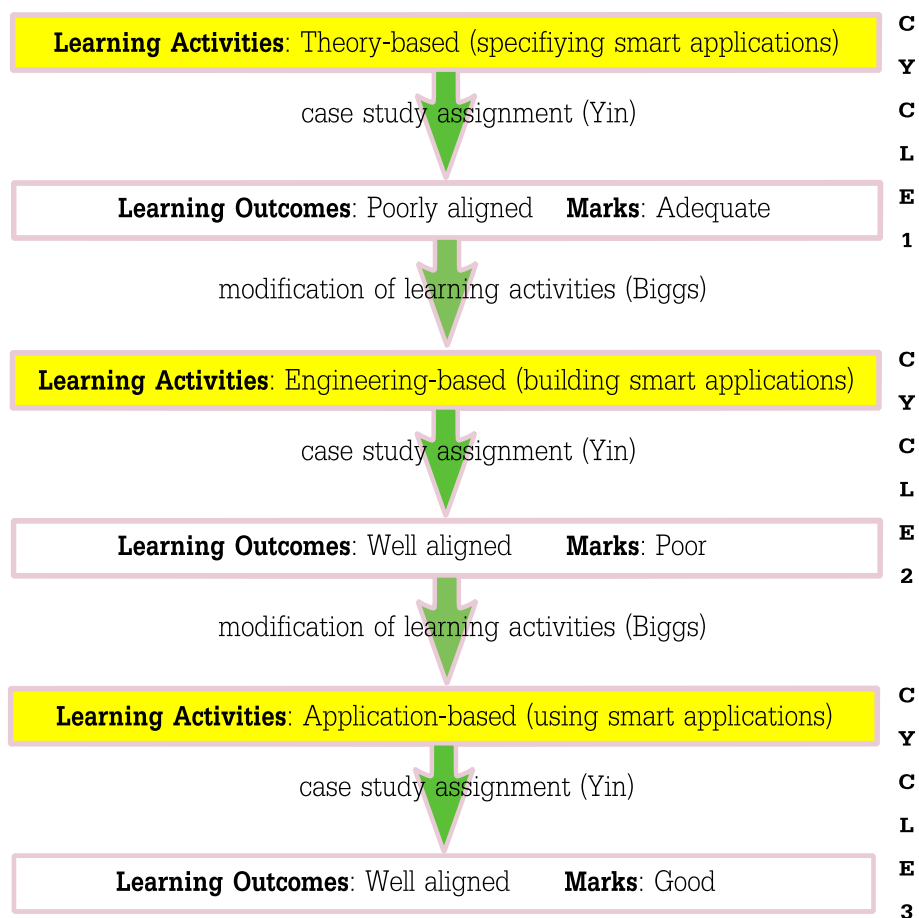 Learning Activities: Theory-based (specifiying smart applications)
case study assignment (Yin)
Learning Outcomes: Poorly aligned Marks: Adequate
C
Y
C
L
E
1
modification of learning activities (Biggs)
Learning Activities: Engineering-based (building smart applications)
case study assignment (Yin)
Learning Outcomes: Well aligned Marks: Poor
C
Y
C
L
E
2
modification of learning activities (Biggs)
Learning Activities: Application-based (using smart applications)
case study assignment (Yin)
Learning Outcomes: Well aligned Marks: Good
C
Y
C
L
E
3